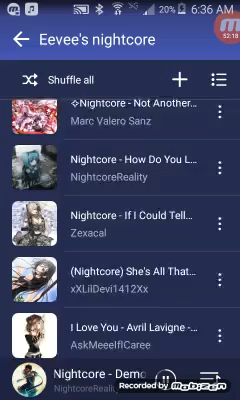 20% 6:36 AM
Eevee's nightcore
52:18
Shuffle all
✧Nightcore - Not Another...
Marc Valero Sanz
Nightcore - How Do You L...
NightcoreReality
Nightcore - If I Could Tell...
Zexacal
(Nightcore) She's All That...
xXLilDevi1412Xx
I Love You - Avril Lavigne -...
AskMeeeIfICaree
Nightcore - Demo
NightcoreReali
Recorded by Mobizen